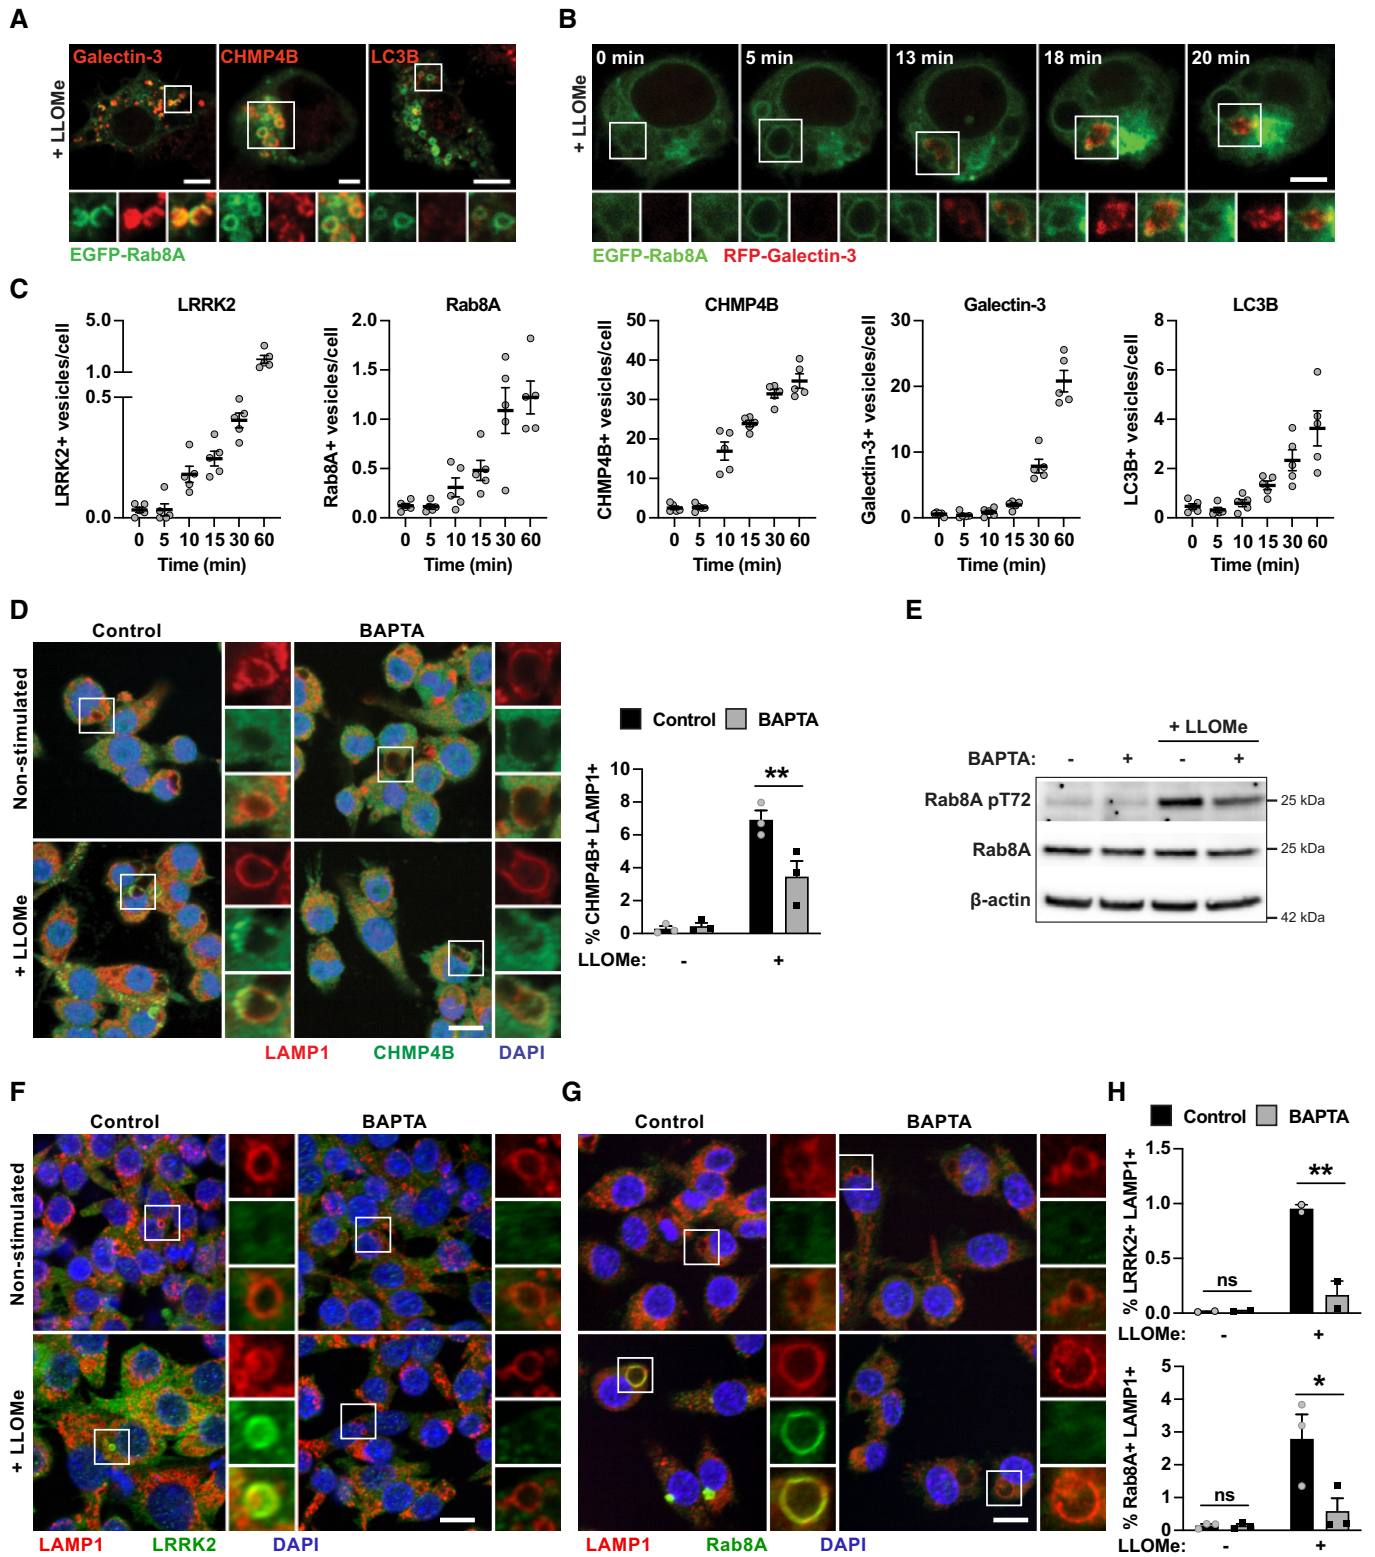 A
B
+ LLOMe
Galectin-3
CHMP4B
LC3B
EGFP-Rab8A
+ LLOMe
0 min
5 min
13 min
18 min
20 min
EGFP-Rab8A RFP-Galectin-3
C
LRRK2
LRRK2+ vesicles/cell
5.0
1.0
0.5
0.0
0 5 10 15 30 60
Time (min)
Rab8A
Rab8A+ vesicles/cell
2.0
1.5
1.0
0.5
0.0
0 5 10 15 30 60
Time (min)
CHMP4B
CHMP4B+ vesicles/cell
50
40
30
20
10
0
0 5 10 15 30 60
Time (min)
Galectin-3
Galectin-3+ vesicles/cell
30
20
10
0
0 5 10 15 30 60
Time (min)
LC3B
LC3B+ vesicles/cell
8
6
4
2
0
0 5 10 15 30 60
Time (min)
D
Control
BAPTA
Non-stimulated
+ LLOMe
LAMP1 CHMP4B DAPI
Control BAPTA
% CHMP4B+ LAMP1+
10
8
6
4
2
0
**
LLOMe: - +
E
+ LLOMe
BAPTA: - + - +
Rab8A pT72
25 kDa
Rab8A
25 kDa
β-actin
42 kDa
F
Control
BAPTA
Non-stimulated
+ LLOMe
LAMP1 LRRK2 DAPI
G
Control
BAPTA
LAMP1 Rab8A DAPI
H
Control BAPTA
% LRRK2+ LAMP1+
1.5
1.0
0.5
0.0
ns
**
LLOMe: - +
% Rab8A+ LAMP1+
5
4
3
2
1
0
ns
*
LLOMe: - +